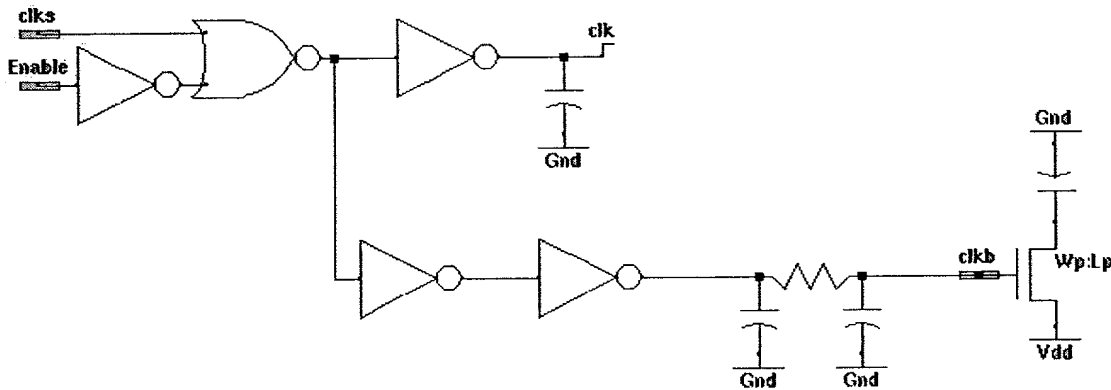 clks
clk
Enable
Gnd
Gnd
clkb
Wp:Lp
Gnd
Gnd
Vdd